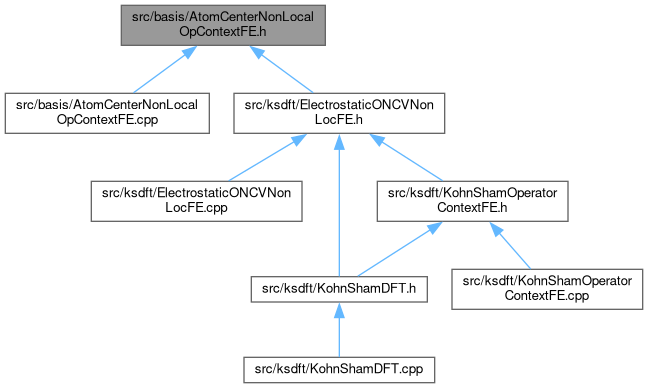 src/basis/AtomCenterNonLocal
OpContextFE.h
src/basis/AtomCenterNonLocal
OpContextFE.cpp
src/ksdft/ElectrostaticONCVNon
LocFE.h
src/ksdft/ElectrostaticONCVNon
LocFE.cpp
src/ksdft/KohnShamOperator
ContextFE.h
src/ksdft/KohnShamDFT.h
src/ksdft/KohnShamOperator
ContextFE.cpp
src/ksdft/KohnShamDFT.cpp